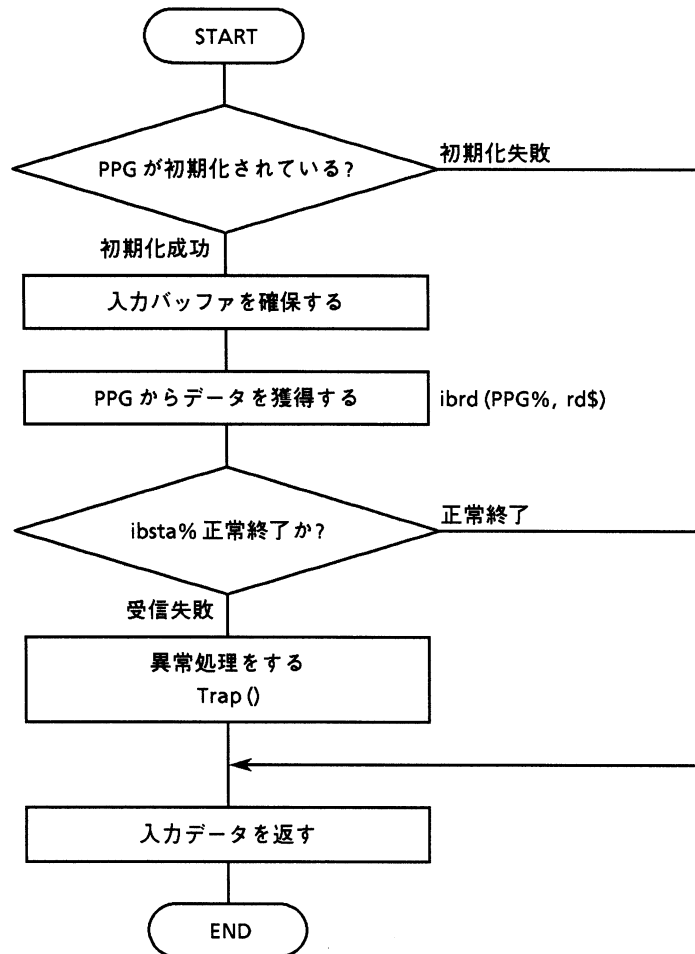 START
PPG が初期化されている?
初期化失敗
初期化成功
入力バッファを確保する
PPG からデータを獲得する
ibrd (PPG%, rd$)
ibsta% 正常終了か?
正常終了
受信失敗
異常処理をする
Trap ()
入力データを返す
END